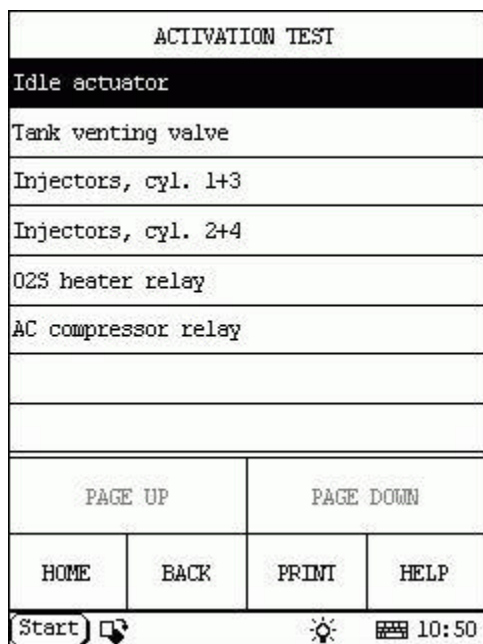 ACTIVATION TEST
Idle actuator
Tank venting valve
Injectors, cyl. 1+3
Injectors, cyl. 2+4
O2S heater relay
AC compressor relay
PAGE UP PAGE DOWN
HOME BACK PRINT HELP
Start 10:50